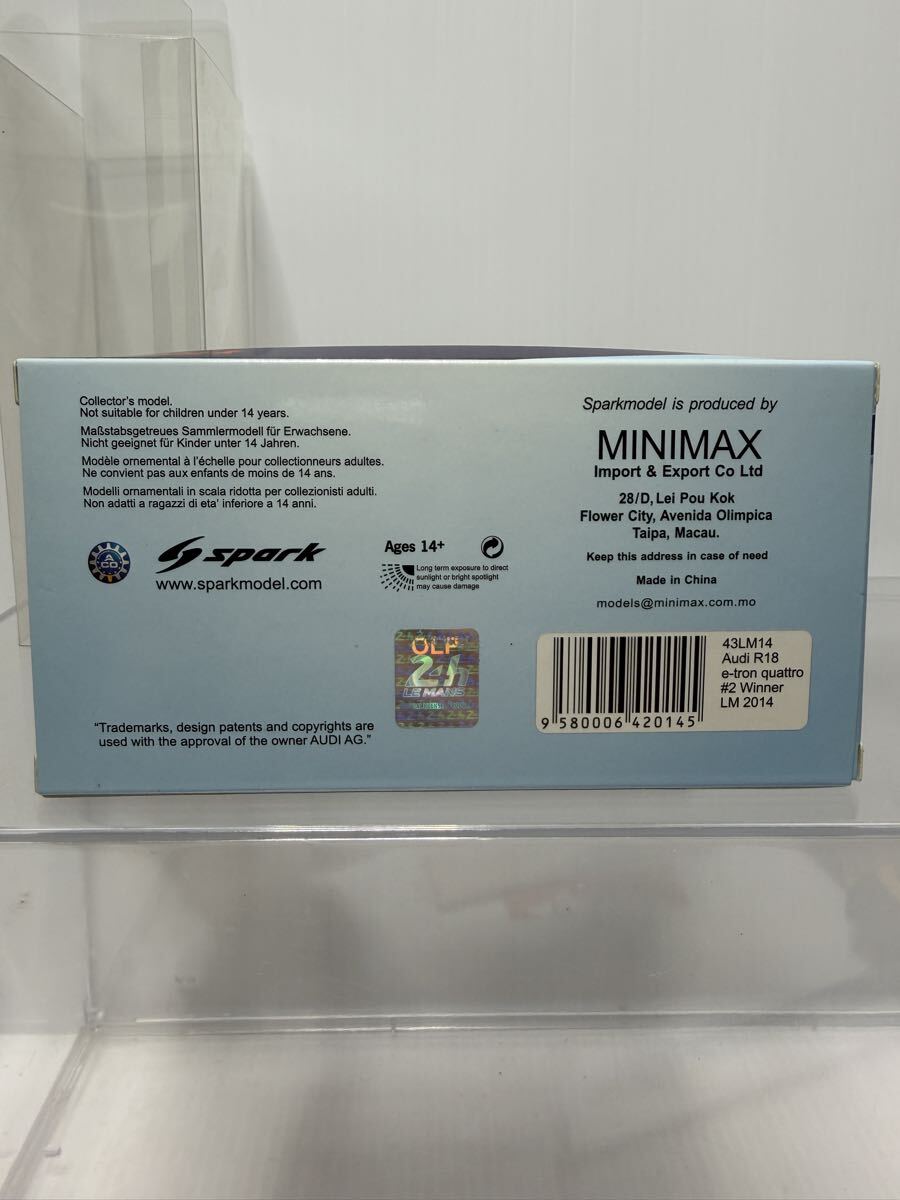 Collector's model.
Not suitable for children under 14 years.
Maßstabsgetreues Sammlermodell für Erwachsene.
Nicht geeignet für Kinder unter 14 Jahren.
Modèle ornemental à l'échelle pour collectionneurs adultes.
Ne convient pas aux enfants de moins de 14 ans.
Modelli ornamentali in scala ridotta per collezionisti adulti.
Non adatti a ragazzi di eta' inferiore a 14 anni.
ACO
spark
www.sparkmodel.com
Ages 14+
Long term exposure to direct
sunlight or bright spotlight
may cause damage
OLP
24h
LE MANS
"Trademarks, design patents and copyrights are
used with the approval of the owner AUDI AG."
Sparkmodel is produced by
MINIMAX
Import & Export Co Ltd
28/D, Lei Pou Kok
Flower City, Avenida Olimpica
Taipa, Macau.
Keep this address in case of need
Made in China
models@minimax.com.mo
9 580006 420145
43LM14
Audi R18
e-tron quattro
#2 Winner
LM 2014